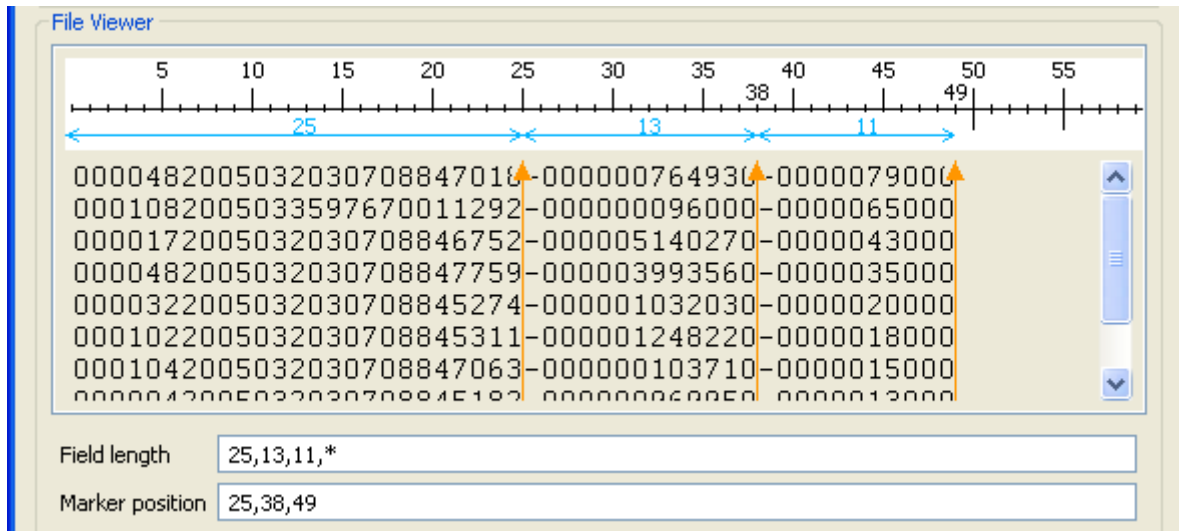 File Viewer
5 10 15 20 25 30 35 40 45 50 55
38 49
25 13 11
0000482005032030708847018-000000764930-0000079000
0001082005033597670011292-000000096000-0000065000
0000172005032030708846752-000005140270-0000043000
0000482005032030708847759-000003993560-0000035000
0000322005032030708845274-000001032030-0000020000
0001022005032030708845311-000001248220-0000018000
0001042005032030708847063-000000103710-0000015000
Field length 25,13,11,*
Marker position 25,38,49